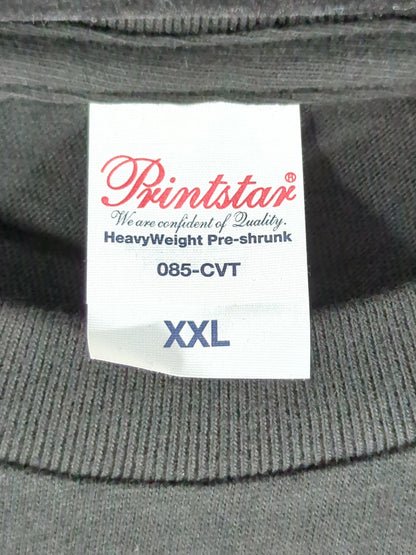 Printstar®
We are confident of Quality.
HeavyWeight Pre-shrunk
085-CVT
XXL